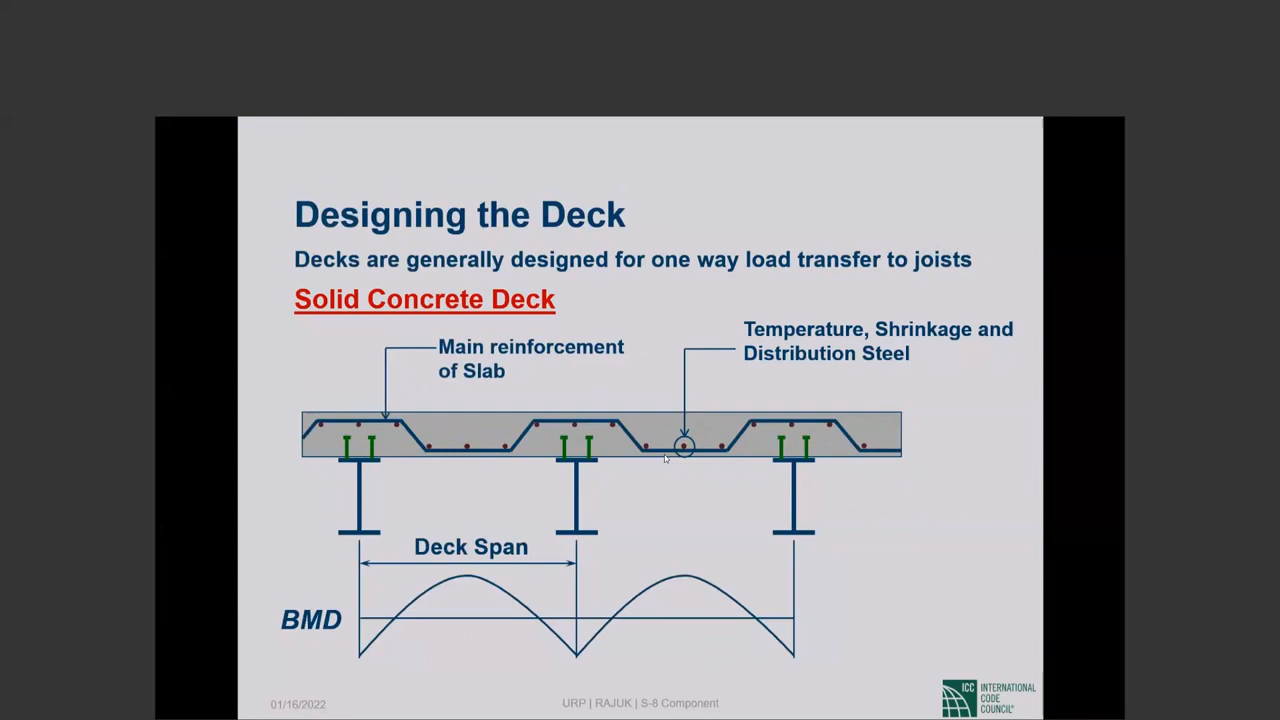 Designing the Deck
Decks are generally designed for one way load transfer to joists
Solid Concrete Deck
Temperature, Shrinkage and
Distribution Steel
Main reinforcement
of Slab
Deck Span
BMD
01/16/2022
URP | RAJUK | S-8 Component
ICC
INTERNATIONAL
CODE
COUNCIL®